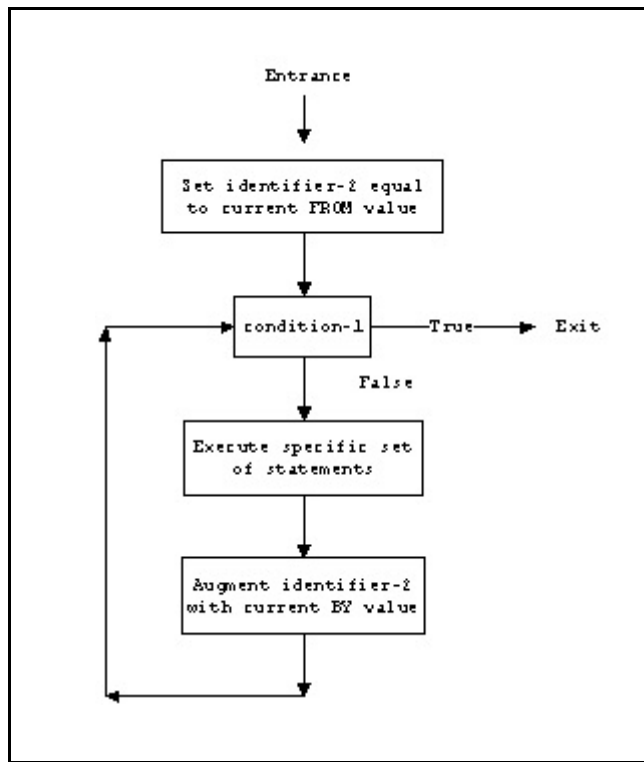 Entrance
Set identifier-2 equal
to current FROM value
condition-1
True
Exit
False
Execute specific set
of statements
Augment identifier-2
with current BY value